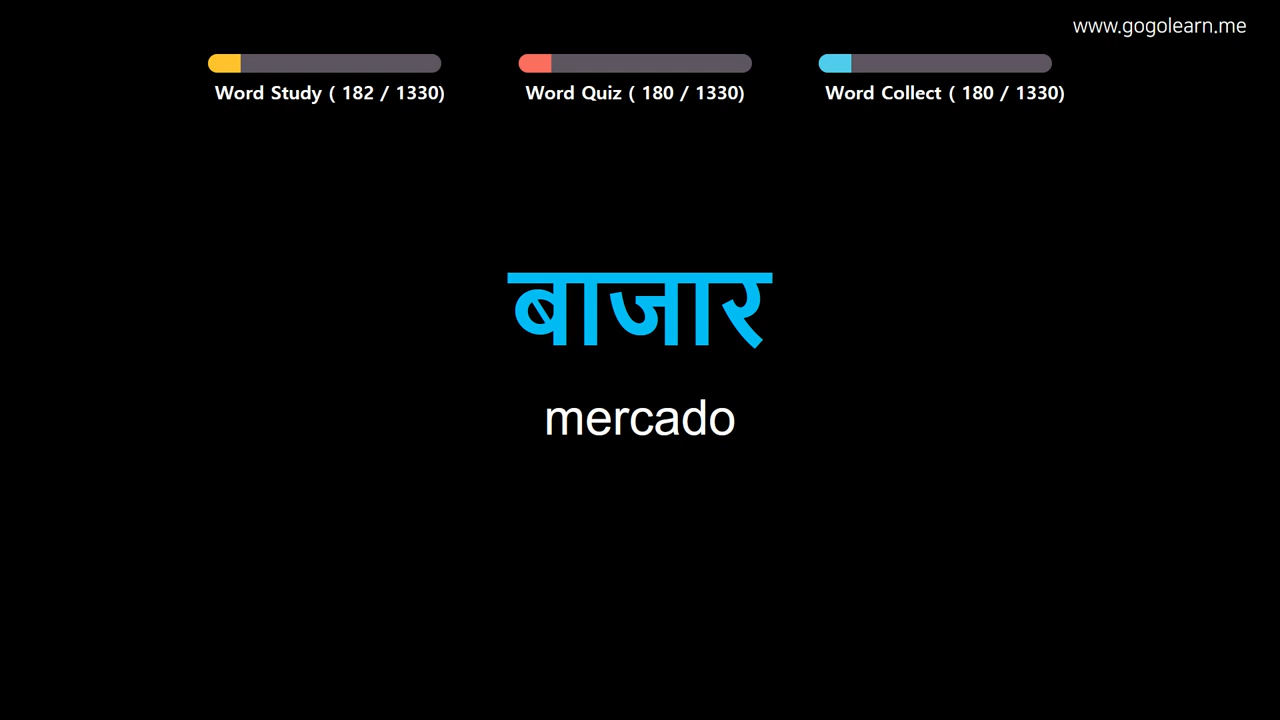 www.gogolearn.me
Word Study ( 182 / 1330)
Word Quiz ( 180 / 1330)
Word Collect ( 180 / 1330)
बाजार
mercado